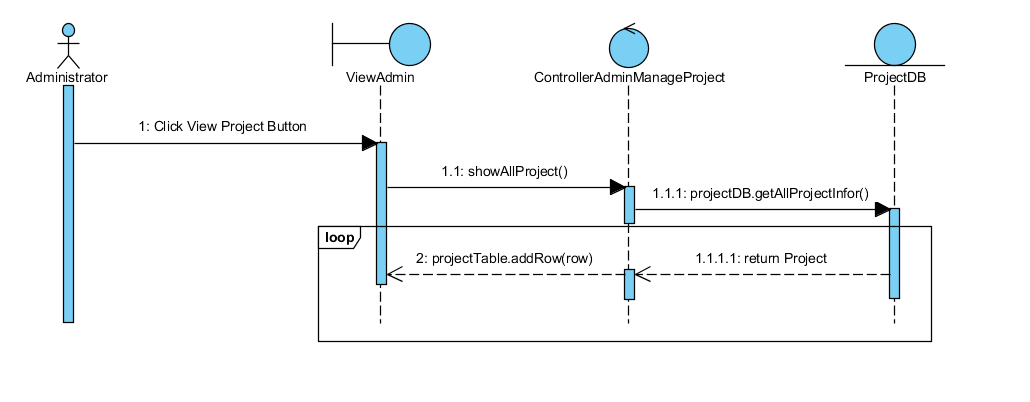 Administrator
ViewAdmin
ControllerAdminManageProject
ProjectDB
1: Click View Project Button
1.1: showAllProject()
1.1.1: projectDB.getAllProjectInfor()
loop
2: projectTable.addRow(row)
1.1.1.1: return Project